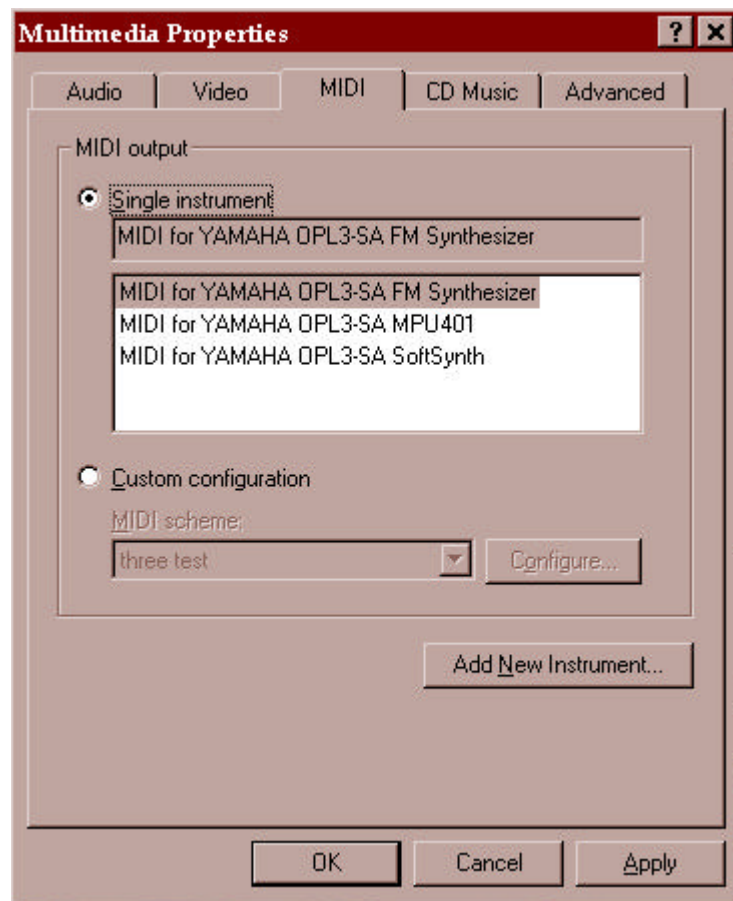 Multimedia Properties ? ×
Audio Video MIDI CD Music Advanced
MIDI output
Single instrument
MIDI for YAMAHA OPL3-SA FM Synthesizer
MIDI for YAMAHA OPL3-SA FM Synthesizer
MIDI for YAMAHA OPL3-SA MPU401
MIDI for YAMAHA OPL3-SA SoftSynth
Custom configuration
MIDI scheme:
three test Configure...
Add New Instrument...
OK Cancel Apply